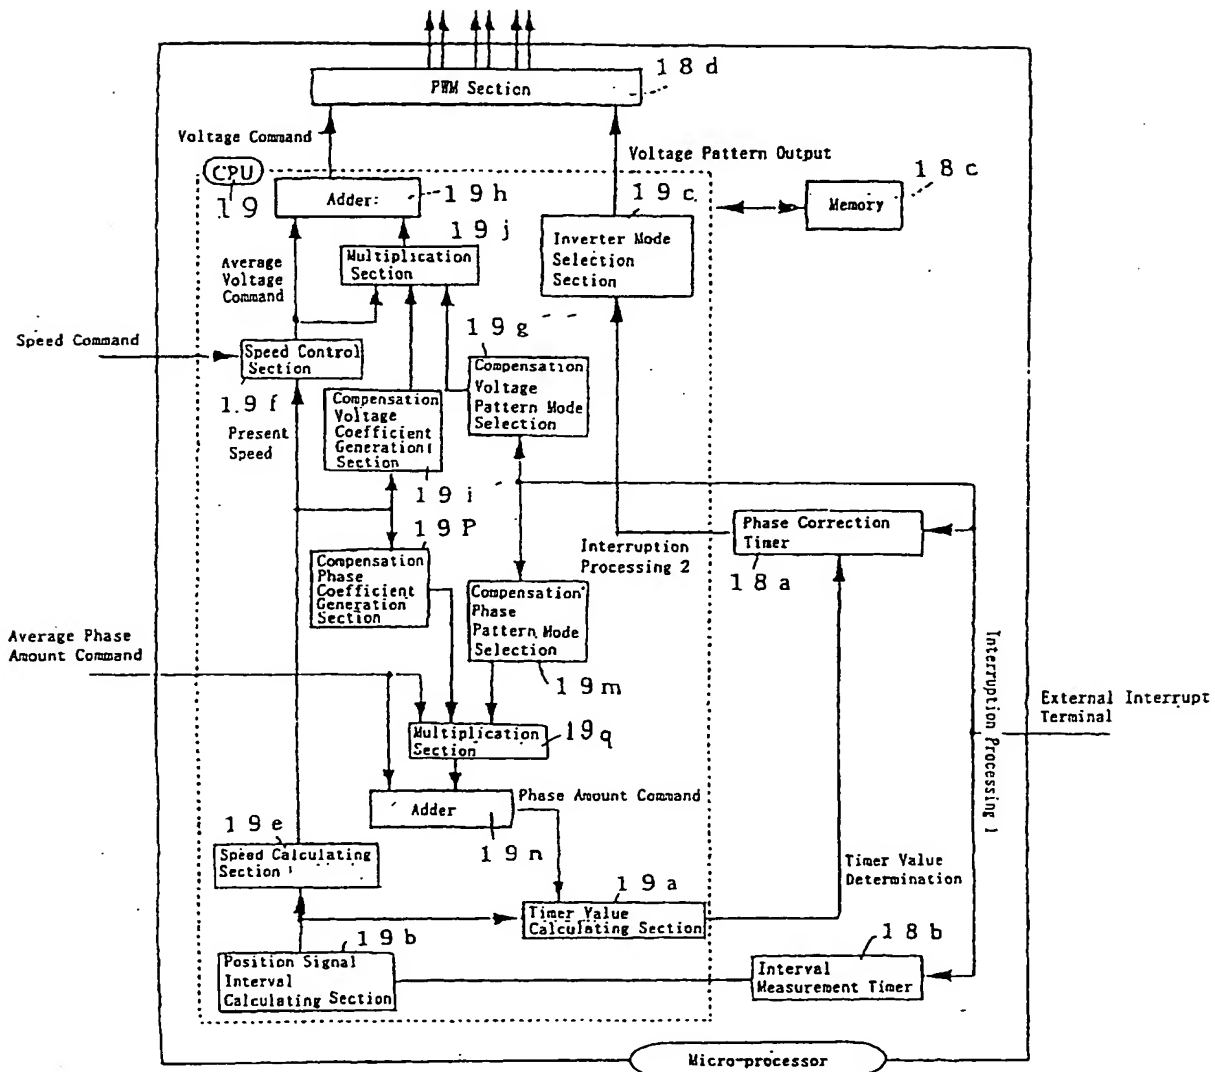 PWM Section
18d
Voltage Command
Voltage Pattern Output
CPU
19
Adder:
19h
19c
18c
Memory
19j
Average
Voltage
Command
Multiplication
Section
Inverter Mode
Selection
Section
Speed Command
Speed Control
Section
19g
1.9f
Present
Speed
Compensation
Voltage
Coefficient
Generation
Section
Compensation
Voltage
Pattern Mode
Selection
19i
19P
Interruption
Processing 2
Phase Correction
Timer
18a
Compensation
Phase
Coefficient
Generation
Section
Compensation
Phase
Pattern Mode
Selection
Average Phase
Amount Command
19m
Interruption Processing 1
External Interrupt
Terminal
Multiplication
Section
19q
Adder
Phase Amount Command
19n
19e
Speed Calculating
Section
19a
Timer Value
Determination
Timer Value
Calculating Section
19b
18b
Position Signal
Interval
Calculating Section
Interval
Measurement Timer
Micro-processor